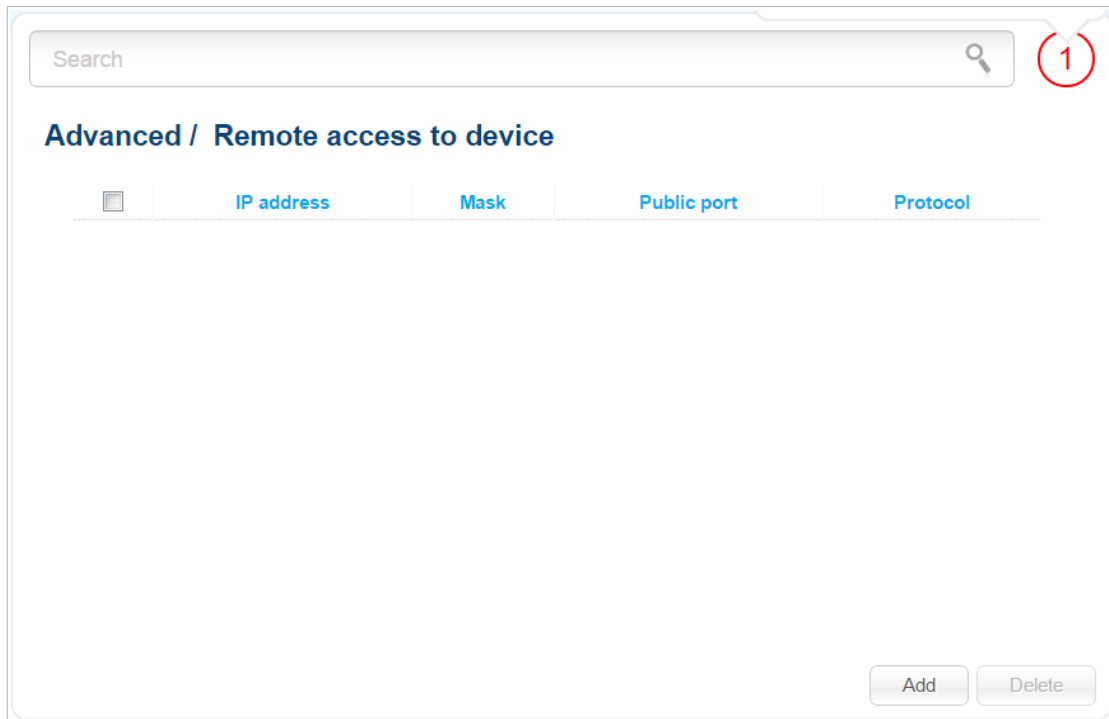 Search
1
Advanced / Remote access to device
IP address Mask Public port Protocol
Add Delete